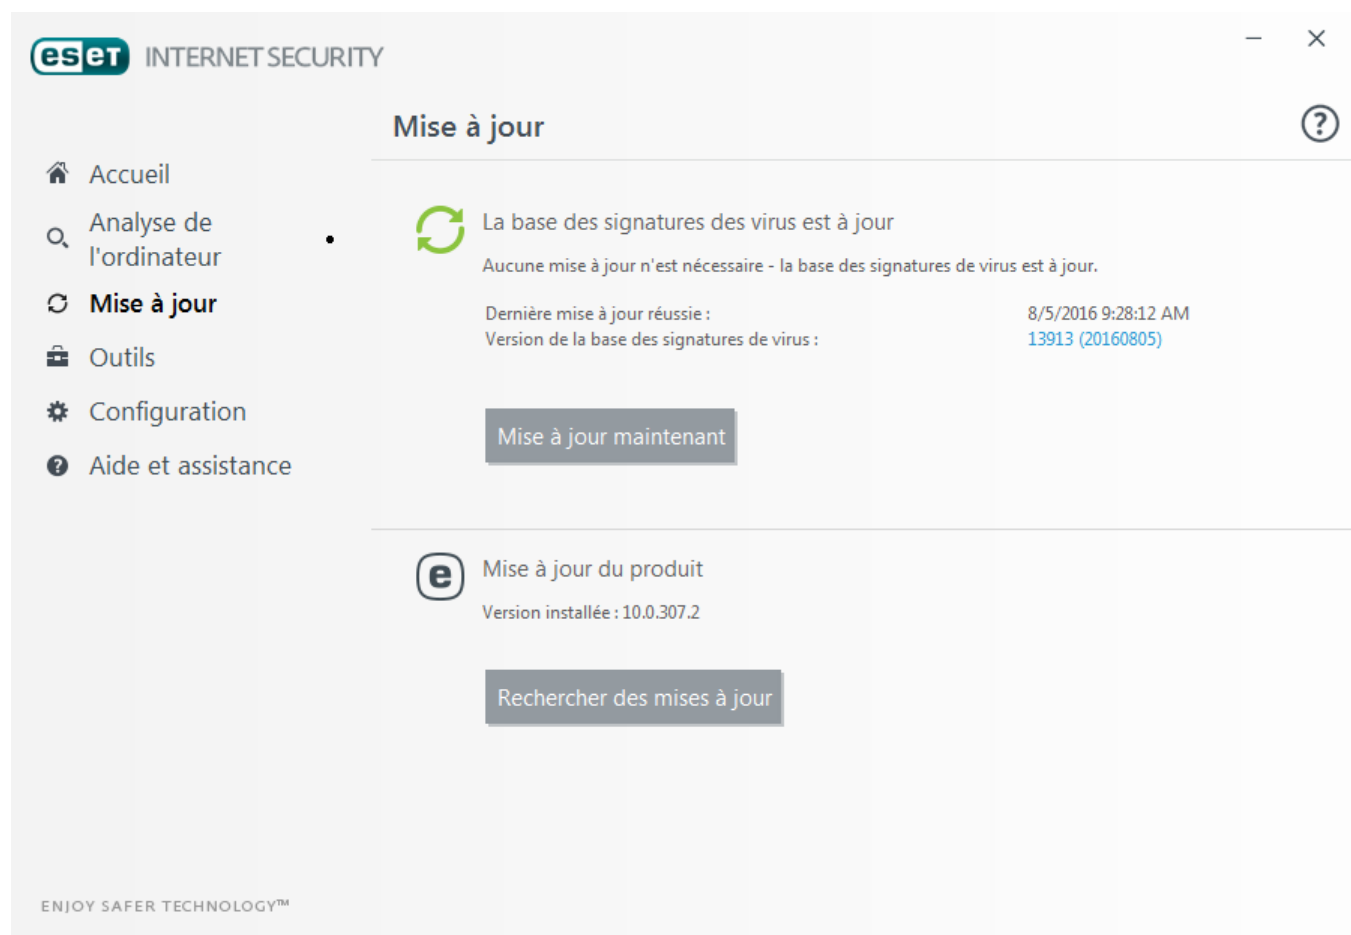 eset INTERNET SECURITY
Mise à jour
Accueil
Analyse de
l'ordinateur
Mise à jour
Outils
Configuration
Aide et assistance
La base des signatures des virus est à jour
Aucune mise à jour n'est nécessaire - la base des signatures de virus est à jour.
Dernière mise à jour réussie : 8/5/2016 9:28:12 AM
Version de la base des signatures de virus : 13913 (20160805)
Mise à jour maintenant
Mise à jour du produit
Version installée : 10.0.307.2
Rechercher des mises à jour
ENJOY SAFER TECHNOLOGY™